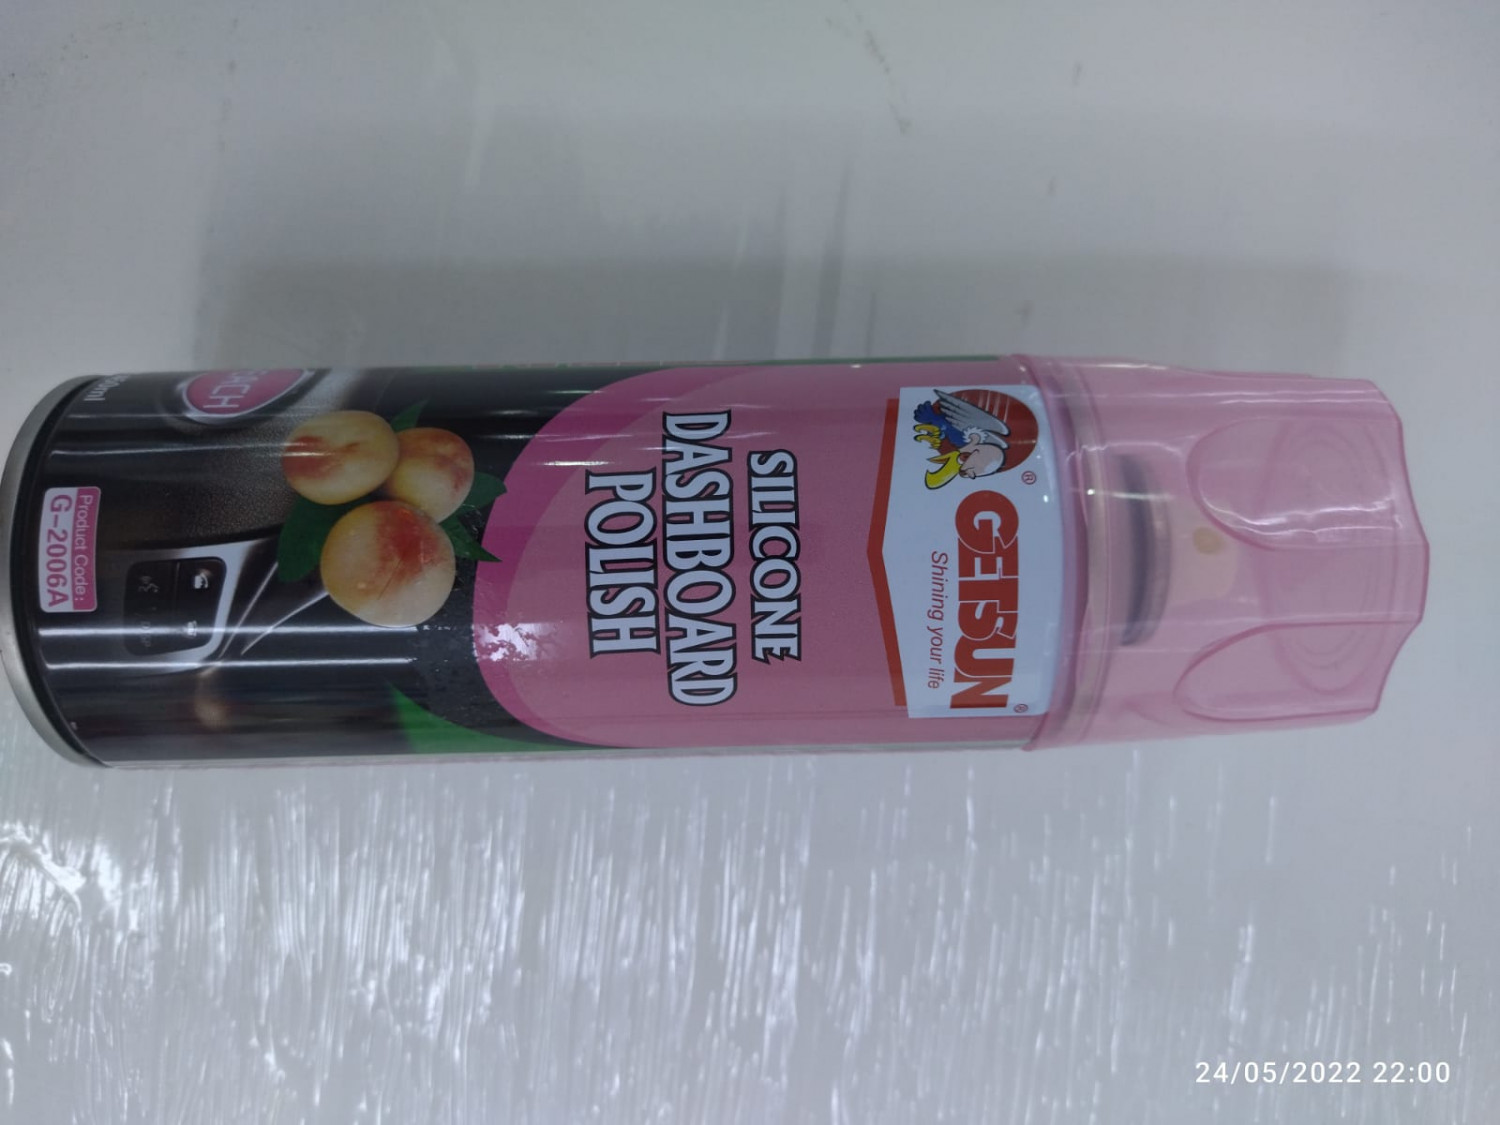 GETSUN
Shining your life
SILICONE
DASHBOARD
POLISH
Product Code:
G-2006A
24/05/2022 22:00